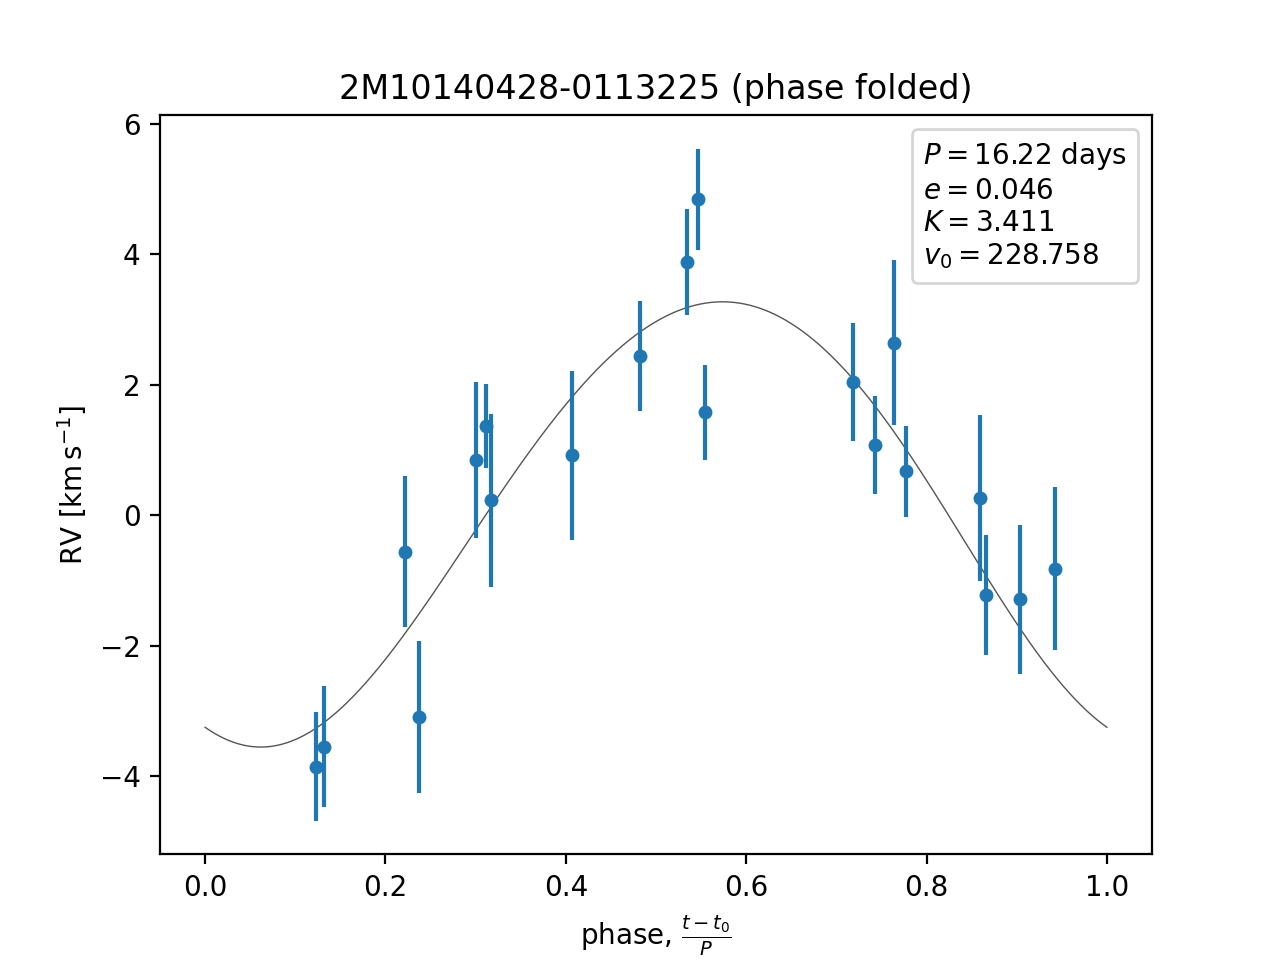 2M10140428-0113225 (phase folded)
P = 16.22 days
e = 0.046
K = 3.411
v₀ = 228.758
RV [km s⁻¹]
6
4
2
0
−2
−4
0.0 0.2 0.4 0.6 0.8 1.0
phase, (t − t₀)/P